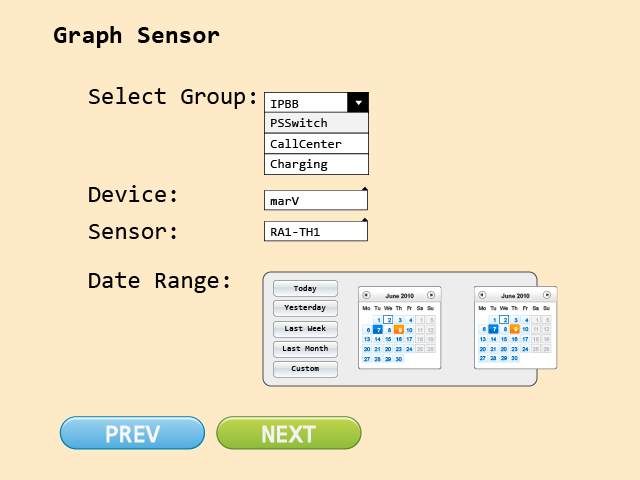 Graph Sensor
Select Group:
IPBB
PSSwitch
CallCenter
Charging
Device:
marV
Sensor:
RA1-TH1
Date Range:
Today
Yesterday
Last Week
Last Month
Custom
June 2010
Mo Tu We Th Fr Sa Su
1 2 3 4 5 5
6 7 8 9 10 11 12
13 14 15 16 17 18 19
20 21 22 23 24 25 26
27 28 29 30
June 2010
Mo Tu We Th Fr Sa Su
1 2 3 4 5 5
6 7 8 9 10 11 12
13 14 15 16 17 18 19
20 21 22 23 24 25 26
27 28 29 30
PREV
NEXT